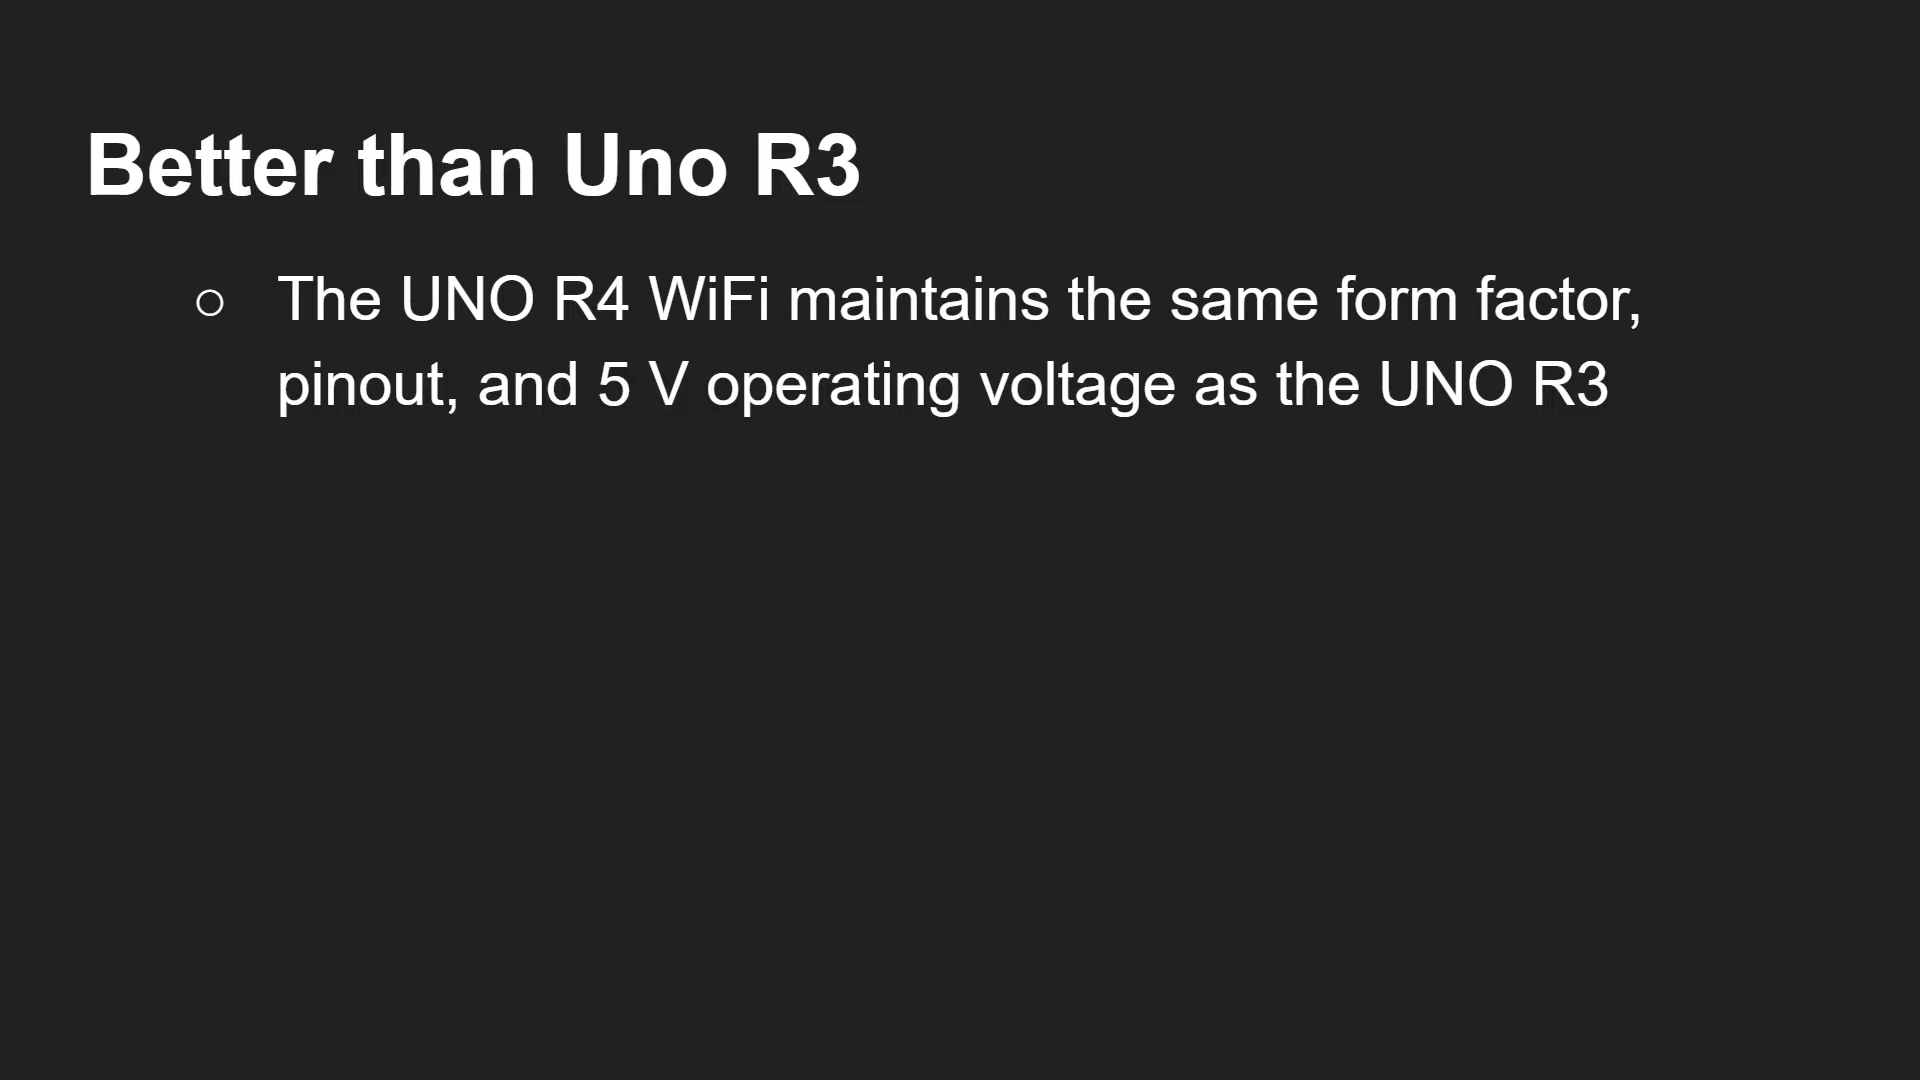 Better than Uno R3
○ The UNO R4 WiFi maintains the same form factor,
pinout, and 5 V operating voltage as the UNO R3